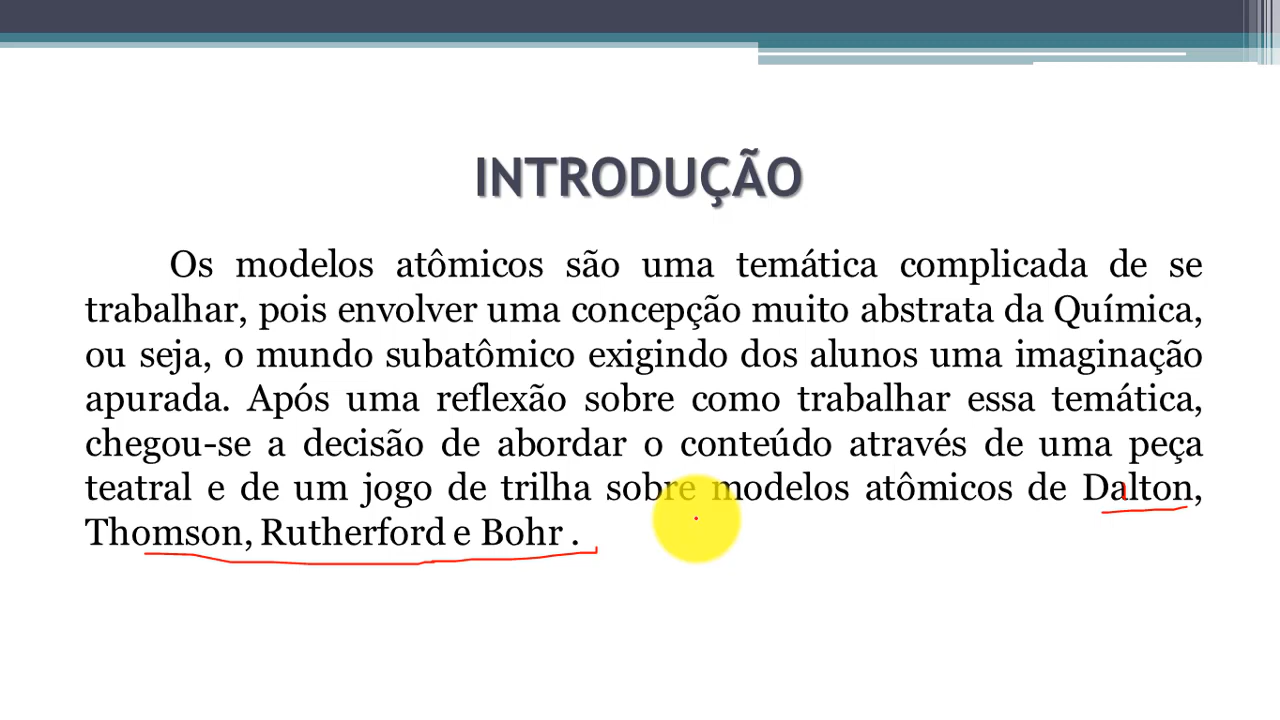 INTRODUÇÃO
Os modelos atômicos são uma temática complicada de se
trabalhar, pois envolver uma concepção muito abstrata da Química,
ou seja, o mundo subatômico exigindo dos alunos uma imaginação
apurada. Após uma reflexão sobre como trabalhar essa temática,
chegou-se a decisão de abordar o conteúdo através de uma peça
teatral e de um jogo de trilha sobre modelos atômicos de Dalton,
Thomson, Rutherford e Bohr .